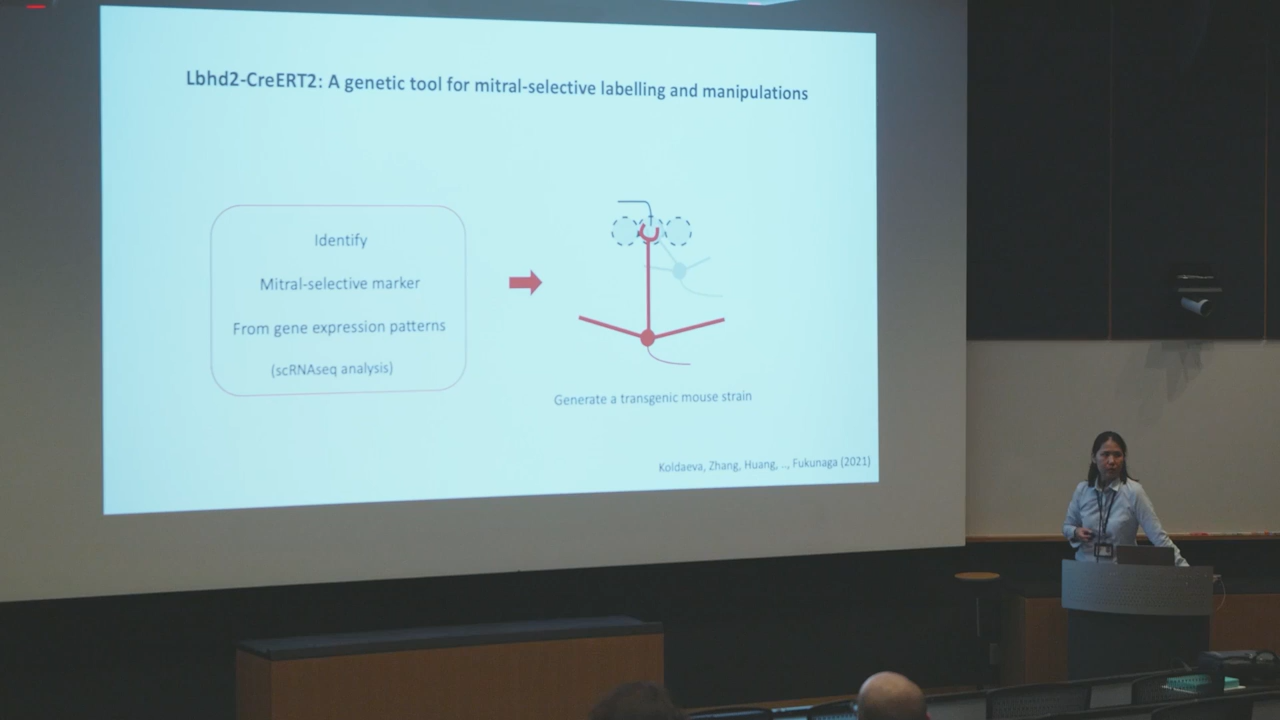 Lbhd2-CreERT2: A genetic tool for mitral-selective labelling and manipulations
Identify
Mitral-selective marker
From gene expression patterns
(scRNAseq analysis)
Generate a transgenic mouse strain
Koldaeva, Zhang, Huang, .., Fukunaga (2021)